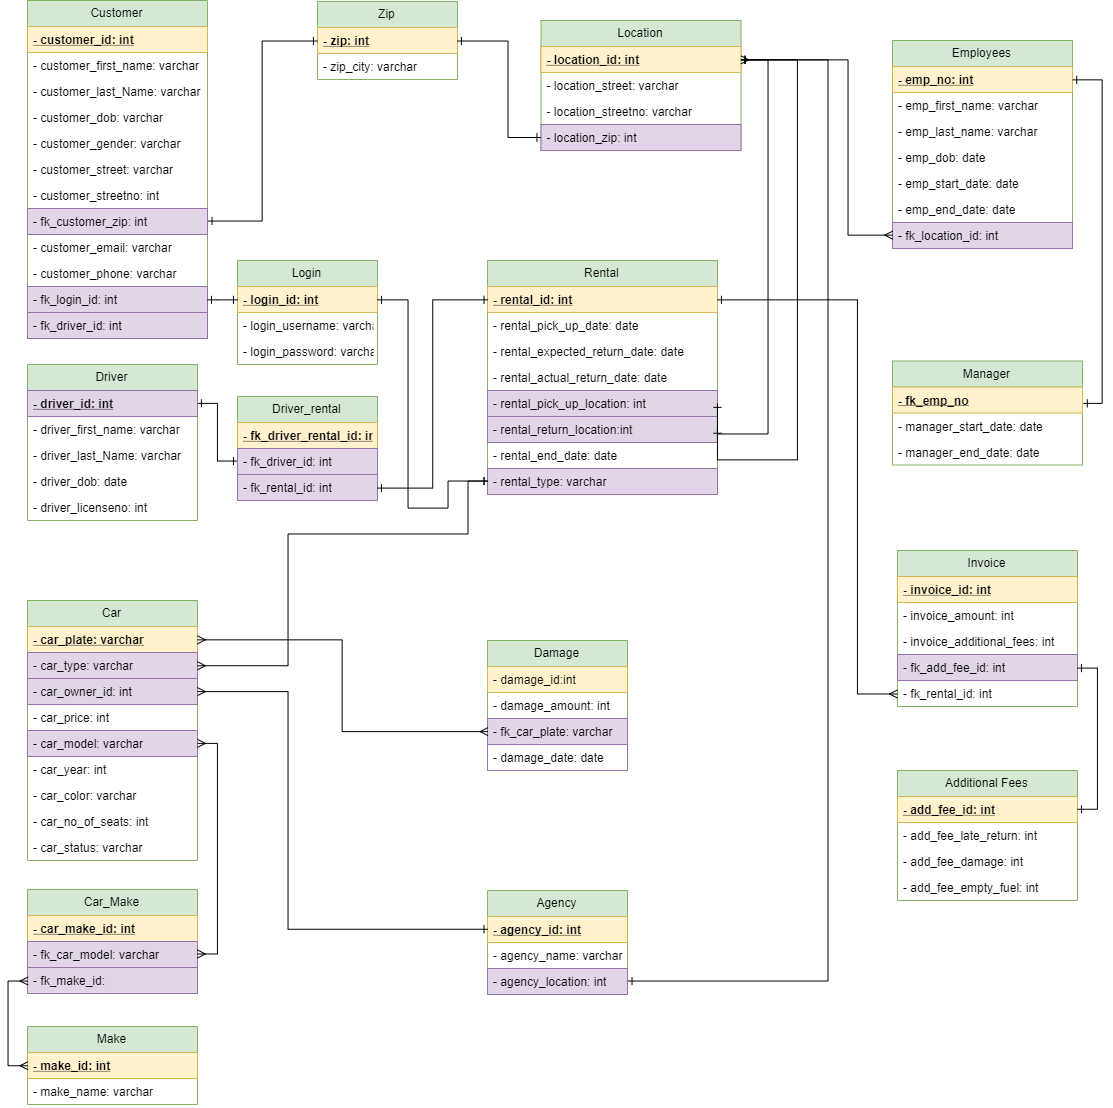 Customer
- customer_id: int
- customer_first_name: varchar
- customer_last_Name: varchar
- customer_dob: varchar
- customer_gender: varchar
- customer_street: varchar
- customer_streetno: int
- fk_customer_zip: int
- customer_email: varchar
- customer_phone: varchar
- fk_login_id: int
- fk_driver_id: int
Zip
- zip: int
- zip_city: varchar
Location
- location_id: int
- location_street: varchar
- location_streetno: varchar
- location_zip: int
Employees
- emp_no: int
- emp_first_name: varchar
- emp_last_name: varchar
- emp_dob: date
- emp_start_date: date
- emp_end_date: date
- fk_location_id: int
Login
- login_id: int
- login_username: varcha
- login_password: varcha
Rental
- rental_id: int
- rental_pick_up_date: date
- rental_expected_return_date: date
- rental_actual_return_date: date
- rental_pick_up_location: int
- rental_return_location:int
- rental_end_date: date
- rental_type: varchar
Driver
- driver_id: int
- driver_first_name: varchar
- driver_last_Name: varchar
- driver_dob: date
- driver_licenseno: int
Driver_rental
- fk_driver_rental_id: in
- fk_driver_id: int
- fk_rental_id: int
Manager
- fk_emp_no
- manager_start_date: date
- manager_end_date: date
Invoice
- invoice_id: int
- invoice_amount: int
- invoice_additional_fees: int
- fk_add_fee_id: int
- fk_rental_id: int
Car
- car_plate: varchar
- car_type: varchar
- car_owner_id: int
- car_price: int
- car_model: varchar
- car_year: int
- car_color: varchar
- car_no_of_seats: int
- car_status: varchar
Damage
- damage_id:int
- damage_amount: int
- fk_car_plate: varchar
- damage_date: date
Additional Fees
- add_fee_id: int
- add_fee_late_return: int
- add_fee_damage: int
- add_fee_empty_fuel: int
Car_Make
- car_make_id: int
- fk_car_model: varchar
- fk_make_id:
Agency
- agency_id: int
- agency_name: varchar
- agency_location: int
Make
- make_id: int
- make_name: varchar